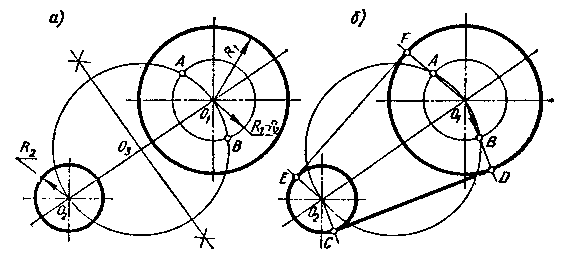 а)
A
R₁
O₁
R₁-R₂
B
O₃
R₂
O₂
б)
F
A
O₁
B
D
E
O₂
C